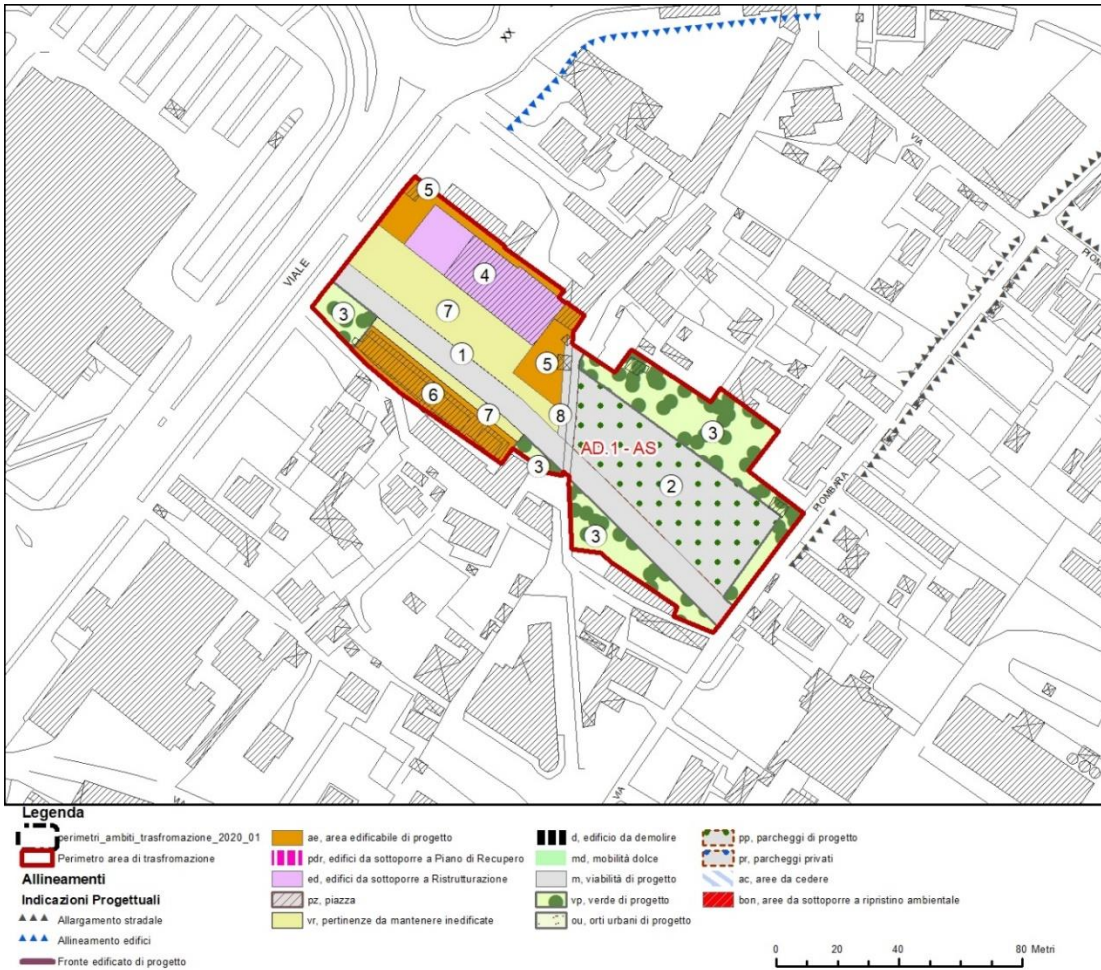 XX
VIALE
VIA
PIOMBARA
PIOMB
5
4
3
7
5
1
6
7
8
3
AD.1 - AS
3
2
3
VIA
VIA
Legenda
perimetri_ambiti_trasfromazione_2020_01
Perimetro area di trasfromazione
Allineamenti
Indicazioni Progettuali
Allargamento stradale
Allineamento edifici
Fronte edificato di progetto
ae, area edificabile di progetto
pdr, edifici da sottoporre a Piano di Recupero
ed, edifici da sottoporre a Ristrutturazione
pz, piazza
vr, pertinenze da mantenere inedificate
d, edificio da demolire
md, mobilità dolce
m, viabilità di progetto
vp, verde di progetto
ou, orti urbani di progetto
pp, parcheggi di progetto
pr, parcheggi privati
ac, aree da cedere
bon, aree da sottoporre a ripristino ambientale
0 20 40 80 Metri